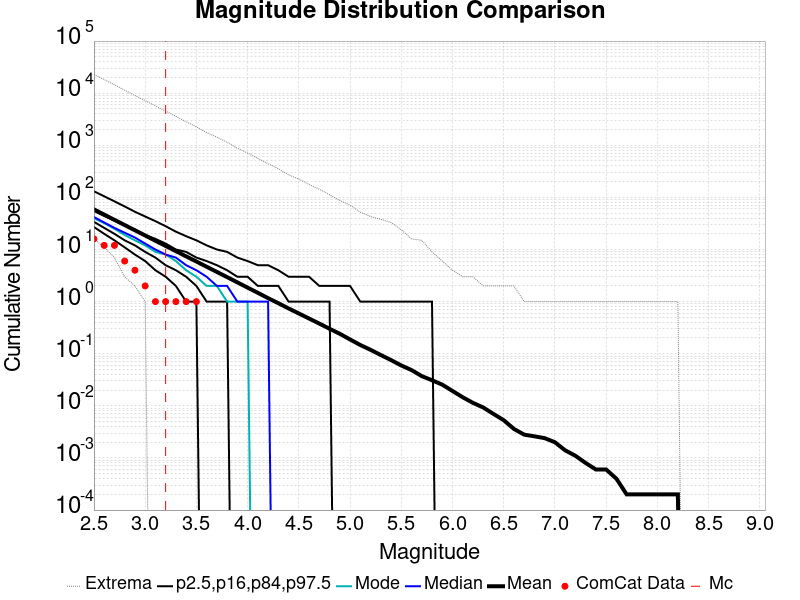 Magnitude Distribution Comparison
10^5
10^4
10^3
10^2
10^1
10^0
10^-1
10^-2
10^-3
10^-4
Cumulative Number
2.5 3.0 3.5 4.0 4.5 5.0 5.5 6.0 6.5 7.0 7.5 8.0 8.5 9.0
Magnitude
Extrema p2.5,p16,p84,p97.5 Mode Median Mean ComCat Data Mc